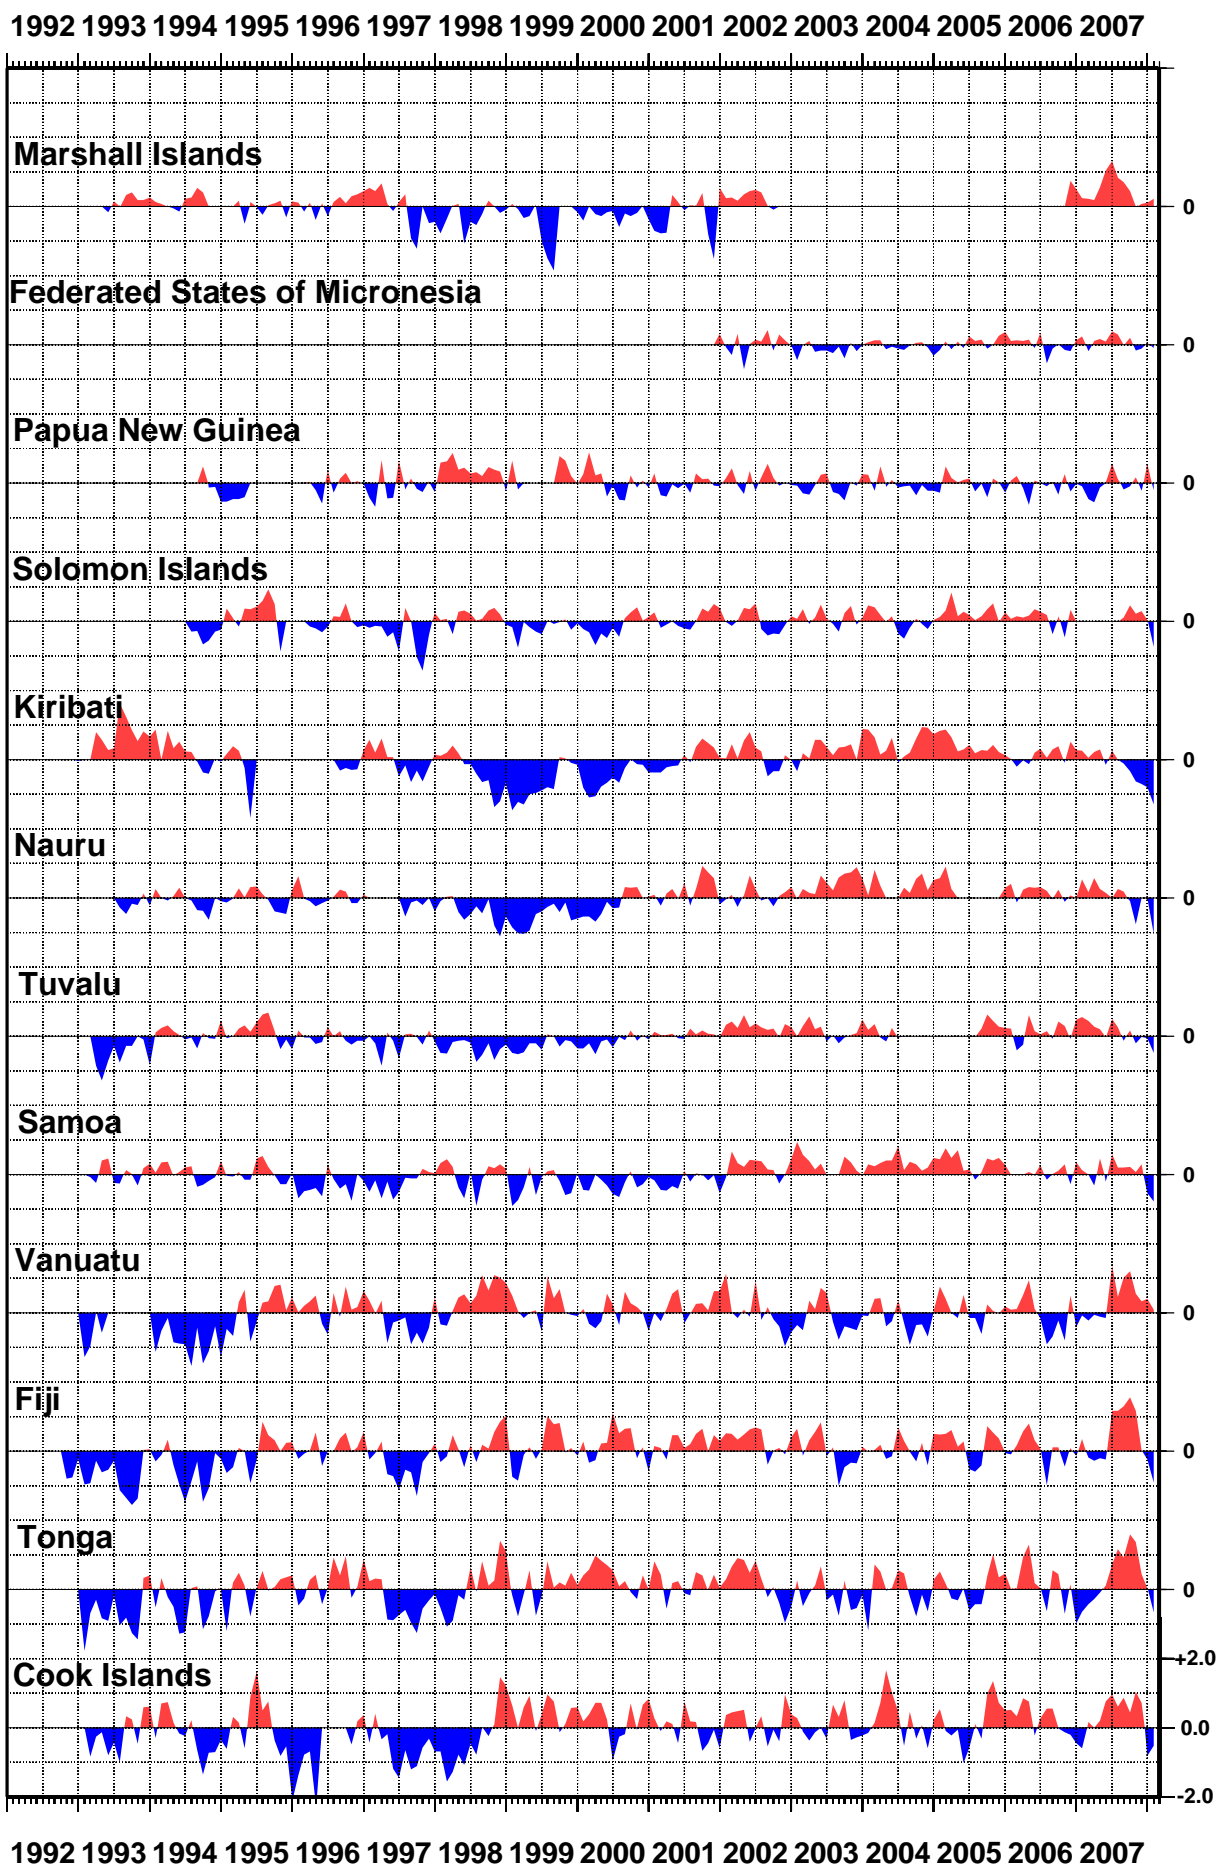 1992 1993 1994 1995 1996 1997 1998 1999 2000 2001 2002 2003 2004 2005 2006 2007
Marshall Islands
0
Federated States of Micronesia
0
Papua New Guinea
0
Solomon Islands
0
Kiribati
0
Nauru
0
Tuvalu
0
Samoa
0
Vanuatu
0
Fiji
0
Tonga
0
+2.0
Cook Islands
0.0
-2.0
1992 1993 1994 1995 1996 1997 1998 1999 2000 2001 2002 2003 2004 2005 2006 2007